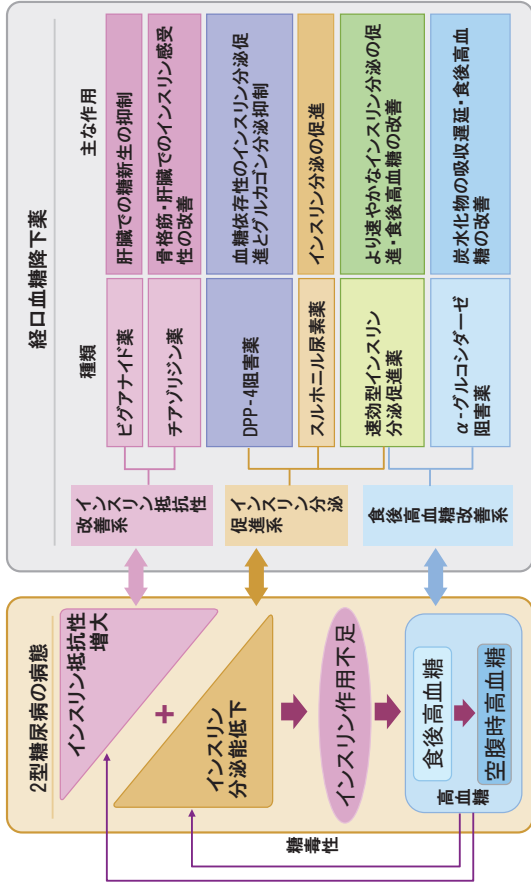 2型糖尿病の病態
インスリン抵抗性
増大
+
インスリン
分泌能低下
インスリン作用不足
食後高血糖
空腹時高血糖
高血糖
糖毒性
経口血糖降下薬
種類
主な作用
インスリン抵抗性
改善系
ビグアナイド薬
肝臓での糖新生の抑制
チアゾリジン薬
骨格筋・肝臓でのインスリン感受
性の改善
インスリン分泌
促進系
DPP-4阻害薬
血糖依存性のインスリン分泌促
進とグルカゴン分泌抑制
スルホニル尿素薬
インスリン分泌の促進
食後高血糖改善系
速効型インスリン
分泌促進薬
より速やかなインスリン分泌の促
進・食後高血糖の改善
α-グルコシダーゼ
阻害薬
炭水化物の吸収遅延・食後高血
糖の改善